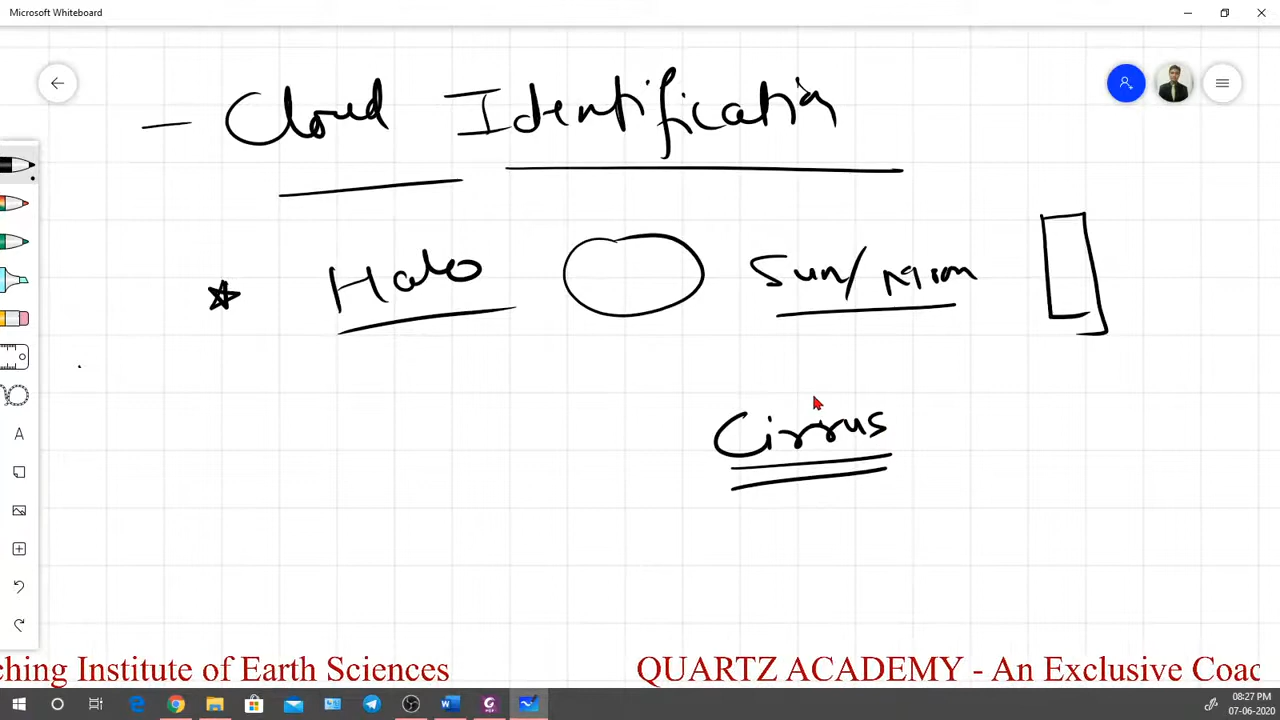 Microsoft Whiteboard
- Cloud Identification
* Halo Sun/Moon
Cirrus
A
ching Institute of Earth Sciences QUARTZ ACADEMY - An Exclusive Coac
08:27 PM
07-06-2020